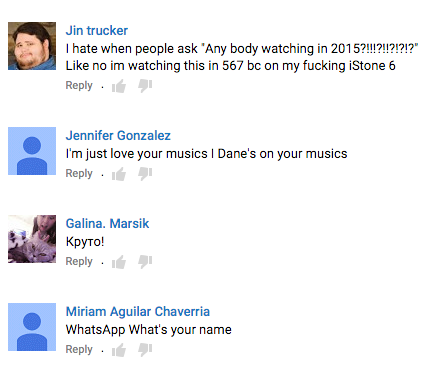 Jin trucker
I hate when people ask "Any body watching in 2015?!!!?!!?!?!?"
Like no im watching this in 567 bc on my fucking iStone 6
Reply ·
Jennifer Gonzalez
I'm just love your musics I Dane's on your musics
Reply ·
Galina. Marsik
Круто!
Reply ·
Miriam Aguilar Chaverria
WhatsApp What's your name
Reply ·